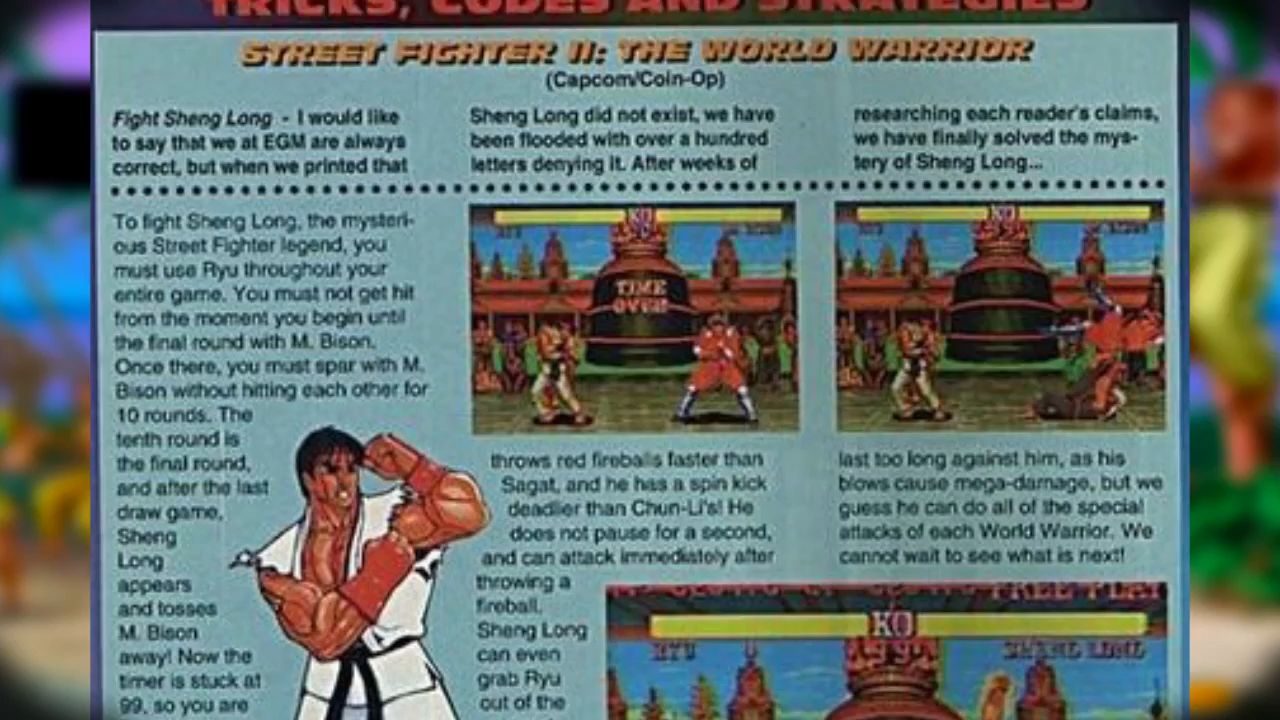 TRICKS, CODES AND STRATEGIES
STREET FIGHTER II: THE WORLD WARRIOR
(Capcom/Coin-Op)
Fight Sheng Long - I would like
to say that we at EGM are always
correct, but when we printed that
Sheng Long did not exist, we have
been flooded with over a hundred
letters denying it. After weeks of
researching each reader's claims,
we have finally solved the mys-
tery of Sheng Long...
To fight Sheng Long, the mysteri-
ous Street Fighter legend, you
must use Ryu throughout your
entire game. You must not get hit
from the moment you begin until
the final round with M. Bison.
Once there, you must spar with M.
Bison without hitting each other for
10 rounds. The
tenth round is
the final round,
and after the last
draw game,
Sheng
Long
appears
and tosses
M. Bison
away! Now the
timer is stuck at
99, so you are
KO
TIME
OVER
throws red fireballs faster than
Sagat, and he has a spin kick
deadlier than Chun-Li's! He
does not pause for a second,
and can attack immediately after
throwing a
fireball.
Sheng Long
can even
grab Ryu
out of the
KO
last too long against him, as his
blows cause mega-damage, but we
guess he can do all of the special
attacks of each World Warrior. We
cannot wait to see what is next!
FREE PLAY
KO
RYU
SHENG LONG